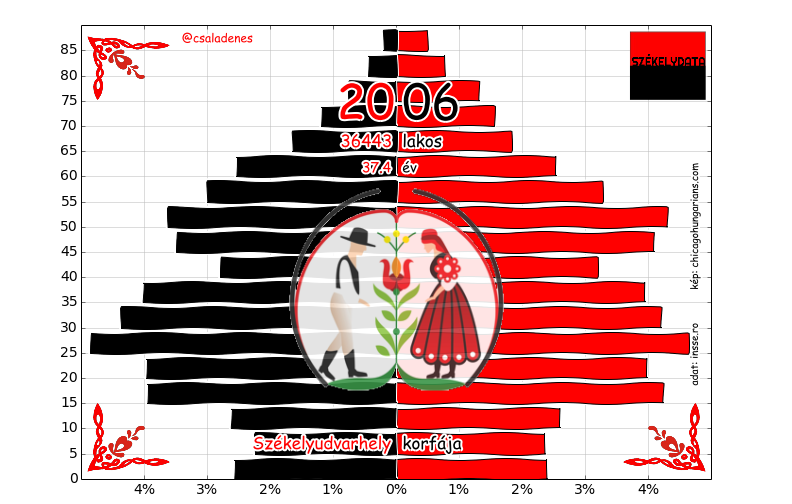 @csaladenes
SZÉKELYDATA
2006
36443 lakos
37.4 év
kép: chicagohungarians.com
adat: insse.ro
Székelyudvarhely korfája
85
80
75
70
65
60
55
50
45
40
35
30
25
20
15
10
5
0
4% 3% 2% 1% 0% 1% 2% 3% 4%